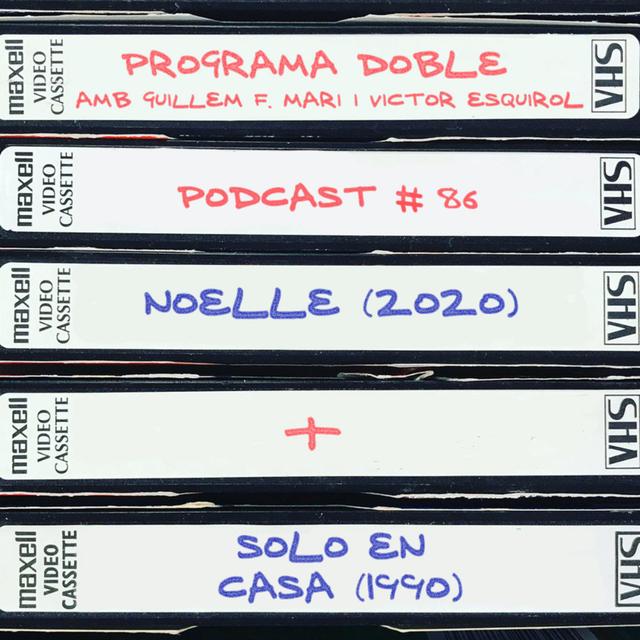 maxell
VIDEO
CASSETTE
PROGRAMA DOBLE
AMB GUILLEM F. MARI I VICTOR ESQUIROL
VHS
maxell
VIDEO
CASSETTE
PODCAST # 86
VHS
maxell
VIDEO
CASSETTE
NOELLE (2020)
VHS
maxell
VIDEO
CASSETTE
+
VHS
maxell
VIDEO
CASSETTE
SOLO EN
CASA (1990)
VHS